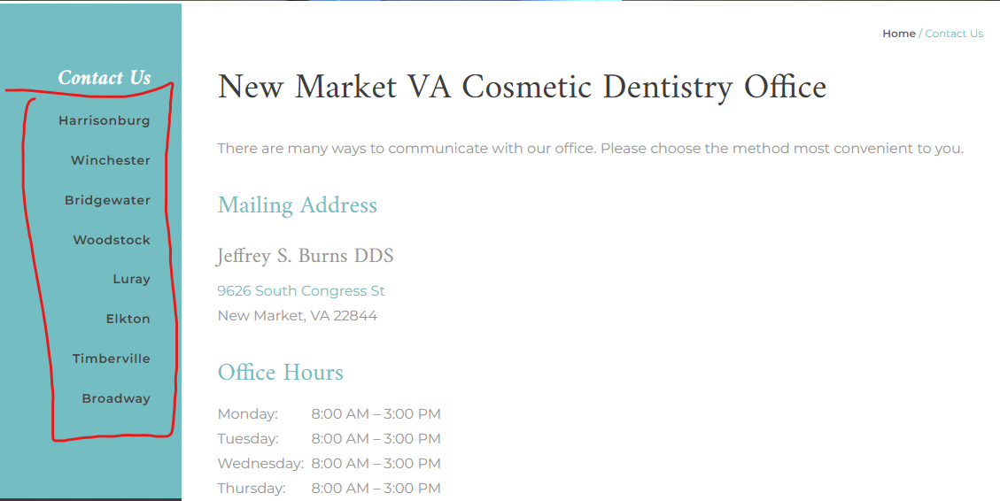 Home / Contact Us
Contact Us
Harrisonburg
Winchester
Bridgewater
Woodstock
Luray
Elkton
Timberville
Broadway
New Market VA Cosmetic Dentistry Office
There are many ways to communicate with our office. Please choose the method most convenient to you.
Mailing Address
Jeffrey S. Burns DDS
9626 South Congress St
New Market, VA 22844
Office Hours
Monday: 8:00 AM – 3:00 PM
Tuesday: 8:00 AM – 3:00 PM
Wednesday: 8:00 AM – 3:00 PM
Thursday: 8:00 AM – 3:00 PM